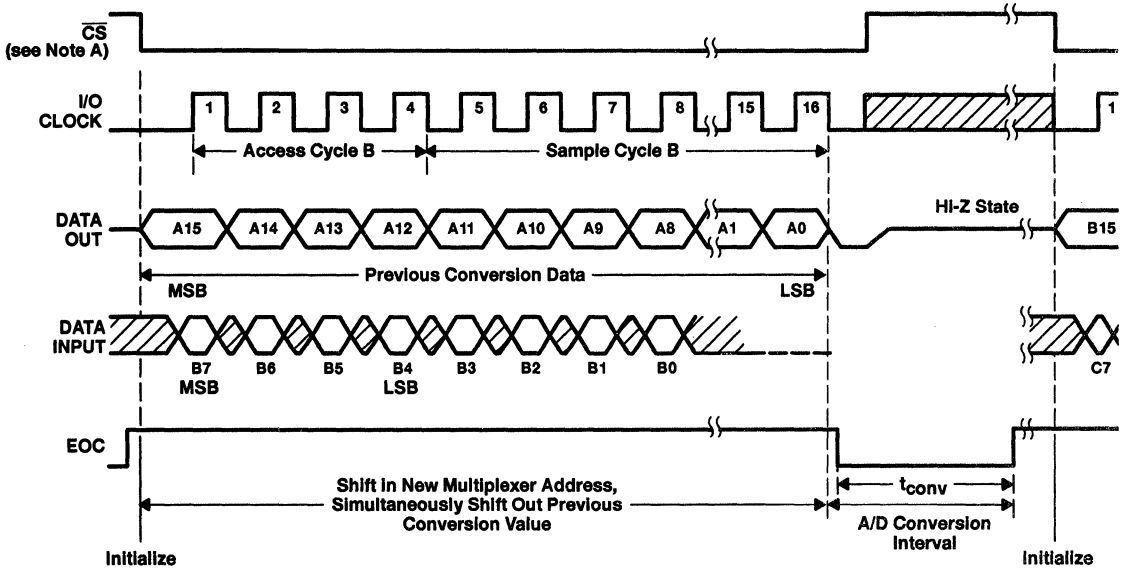 CS
(see Note A)
I/O
CLOCK
1 2 3 4 5 6 7 8 15 16 1
Access Cycle B
Sample Cycle B
DATA
OUT
A15 A14 A13 A12 A11 A10 A9 A8 A1 A0
Hi-Z State
B15
Previous Conversion Data
MSB
LSB
DATA
INPUT
B7 B6 B5 B4 B3 B2 B1 B0 C7
MSB
LSB
EOC
Shift in New Multiplexer Address,
Simultaneously Shift Out Previous
Conversion Value
tconv
A/D Conversion
Interval
Initialize
Initialize